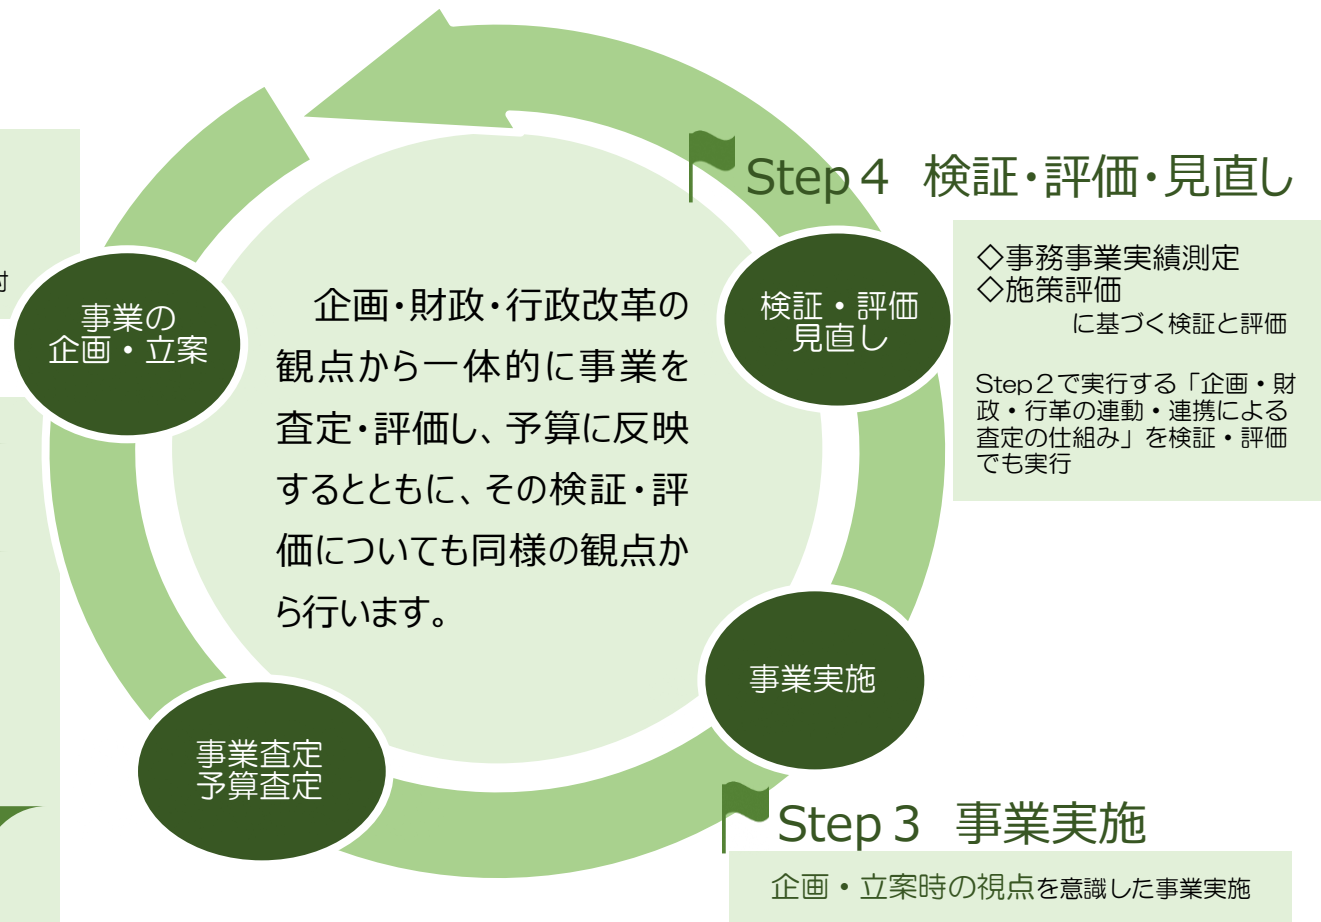 Step 4 検証・評価・見直し
◇事務事業実績測定
◇施策評価
に基づく検証と評価
Step2で実行する「企画・財
政・行革の連動・連携による
査定の仕組み」を検証・評価
でも実行
検証・評価
見直し
事業の
企画・立案
企画・財政・行政改革の
観点から一体的に事業を
査定・評価し、予算に反映
するとともに、その検証・評
価についても同様の観点か
ら行います。
事業実施
事業査定
予算査定
Step 3 事業実施
企画・立案時の視点を意識した事業実施